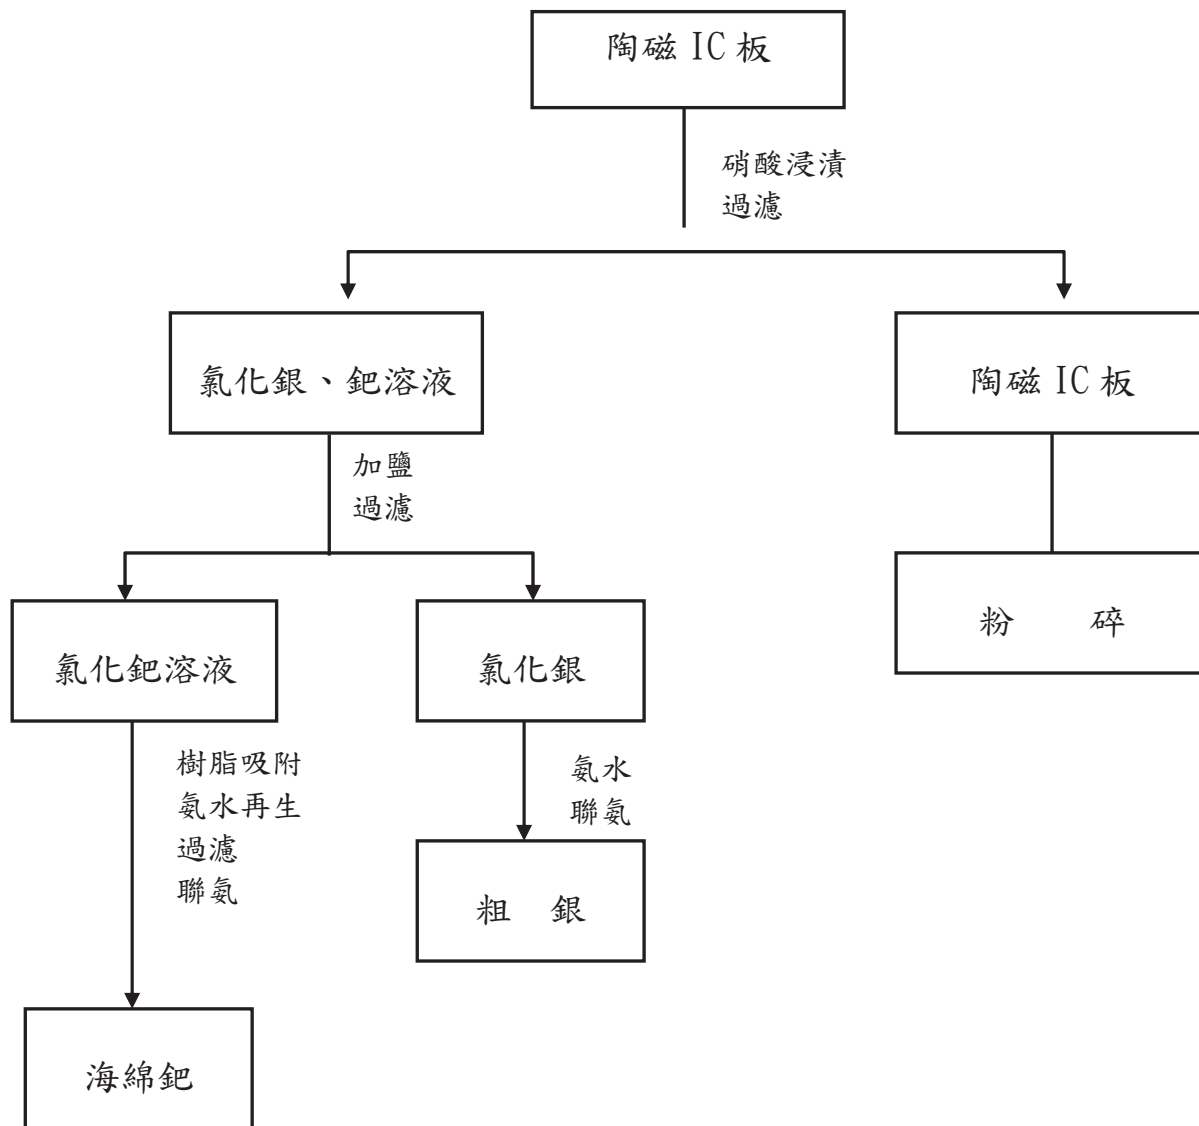 陶磁 IC 板
硝酸浸漬
過濾
氯化銀、鈀溶液
陶磁 IC 板
加鹽
過濾
粉 碎
氯化鈀溶液
氯化銀
樹脂吸附
氨水再生
過濾
聯氨
氨水
聯氨
粗 銀
海綿鈀